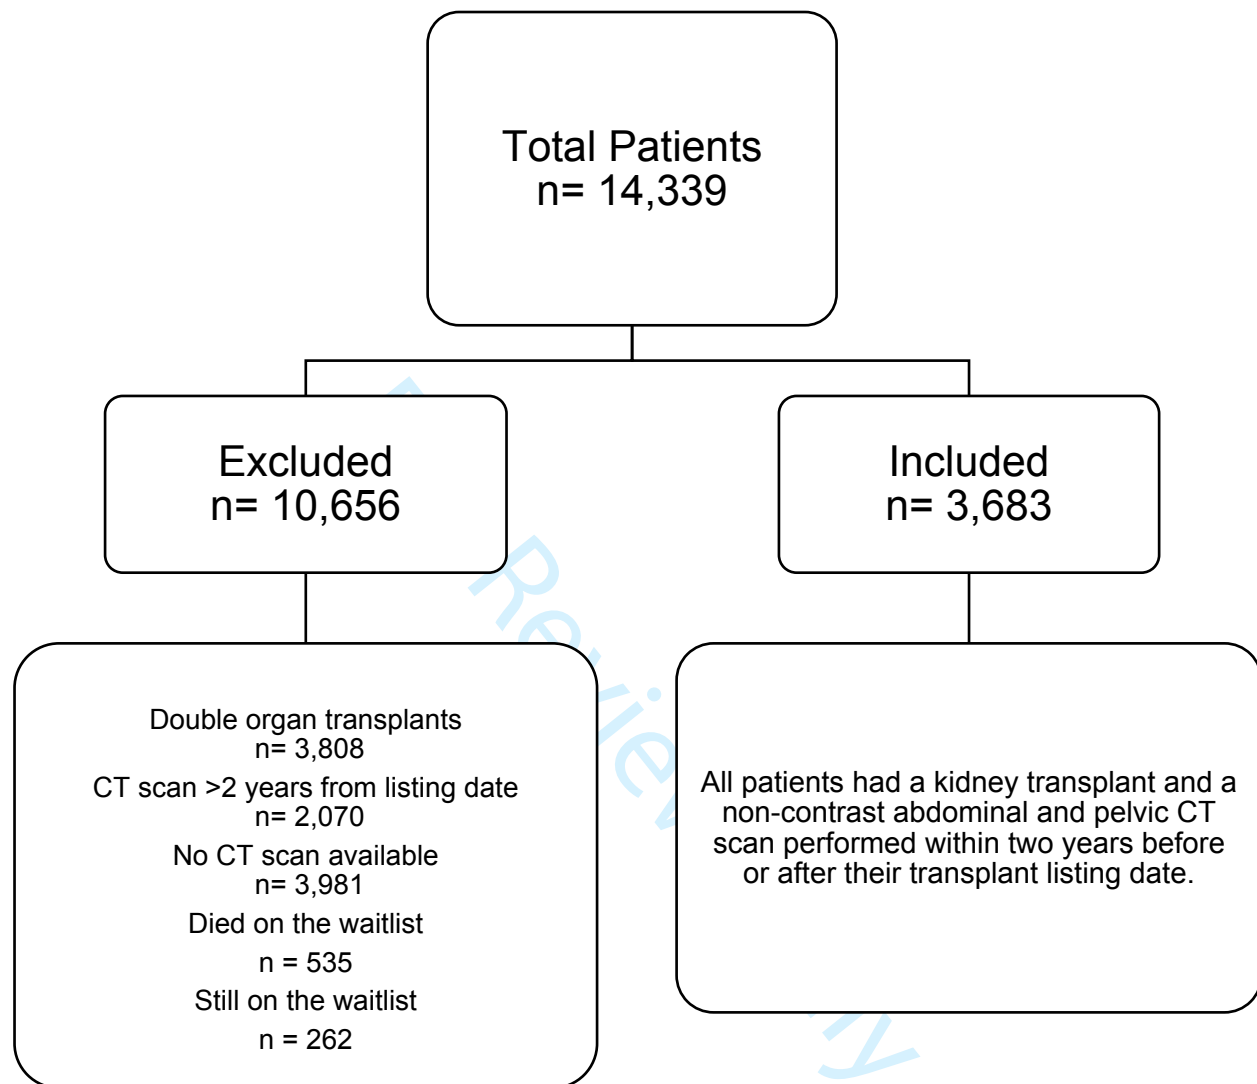 Total Patients
n= 14,339
Excluded
n= 10,656
Included
n= 3,683
Double organ transplants
n= 3,808
CT scan >2 years from listing date
n= 2,070
No CT scan available
n= 3,981
Died on the waitlist
n = 535
Still on the waitlist
n = 262
All patients had a kidney transplant and a
non-contrast abdominal and pelvic CT
scan performed within two years before
or after their transplant listing date.
Review